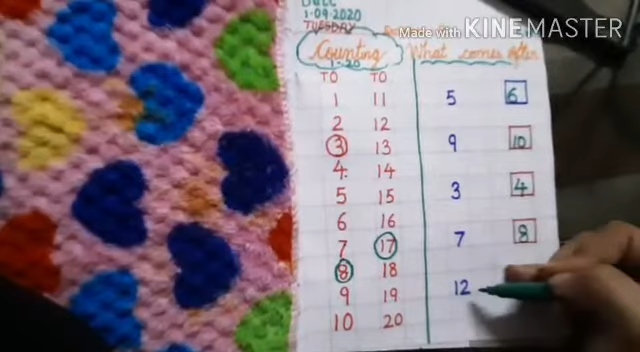 Date
1-09-2020
TUESDAY
Made with KINEMASTER
Counting
1-20
What comes after
TO TO
1 11
2 12
3 13
4 14
5 15
6 16
7 17
8 18
9 19
10 20
5 6
9 10
3 4
7 8
12